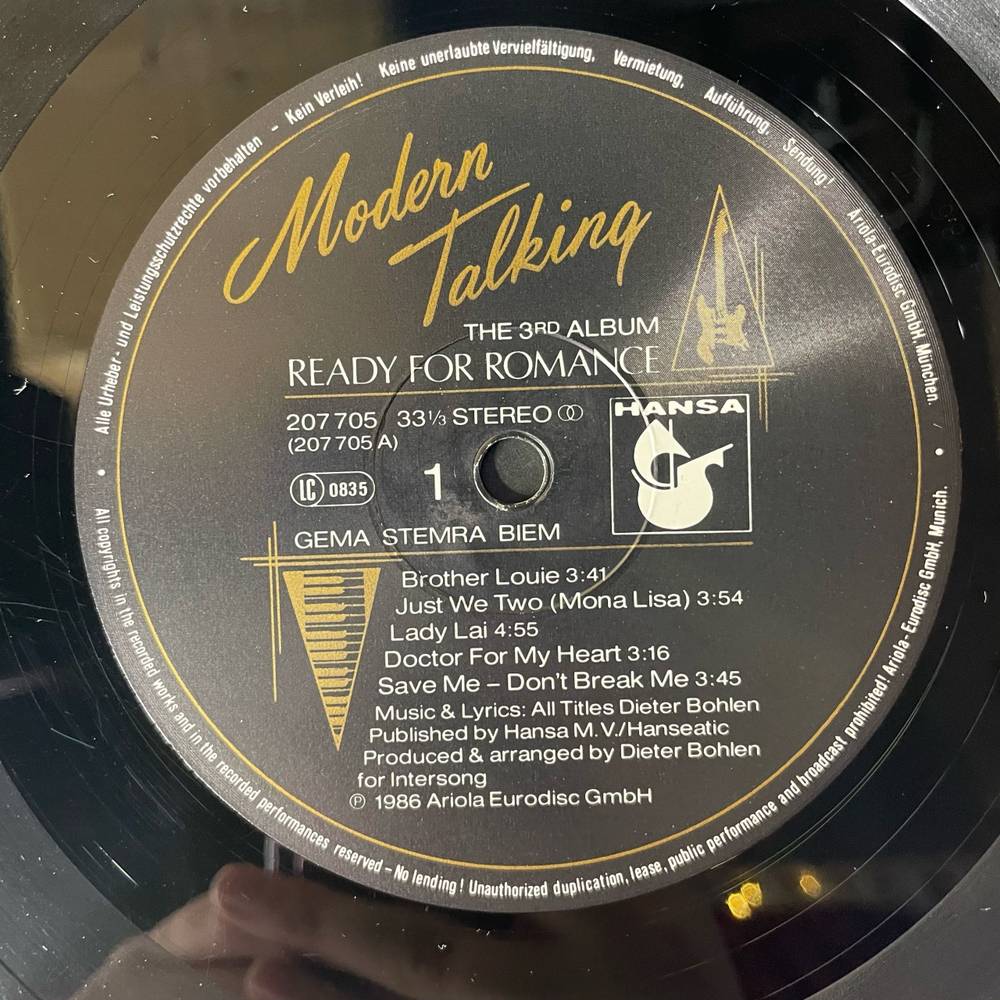 Alle Urheber- und Leistungsschutzrechte vorbehalten – Kein Verleih! Keine unerlaubte Vervielfältigung, Vermietung, Aufführung, Sendung! Ariola-Eurodisc GmbH, München.
Modern
Talking
THE 3RD ALBUM
READY FOR ROMANCE
207 705 33 1/3 STEREO
(207 705 A)
HANSA
LC 0835
1
GEMA STEMRA BIEM
Brother Louie 3:41
Just We Two (Mona Lisa) 3:54
Lady Lai 4:55
Doctor For My Heart 3:16
Save Me – Don't Break Me 3:45
Music & Lyrics: All Titles Dieter Bohlen
Published by Hansa M.V./Hanseatic
Produced & arranged by Dieter Bohlen
for Intersong
℗ 1986 Ariola Eurodisc GmbH
All copyrights in the recorded works and in the recorded performances reserved – No lending! Unauthorized duplication, lease, public performance and broadcast prohibited! Ariola-Eurodisc GmbH, Munich.